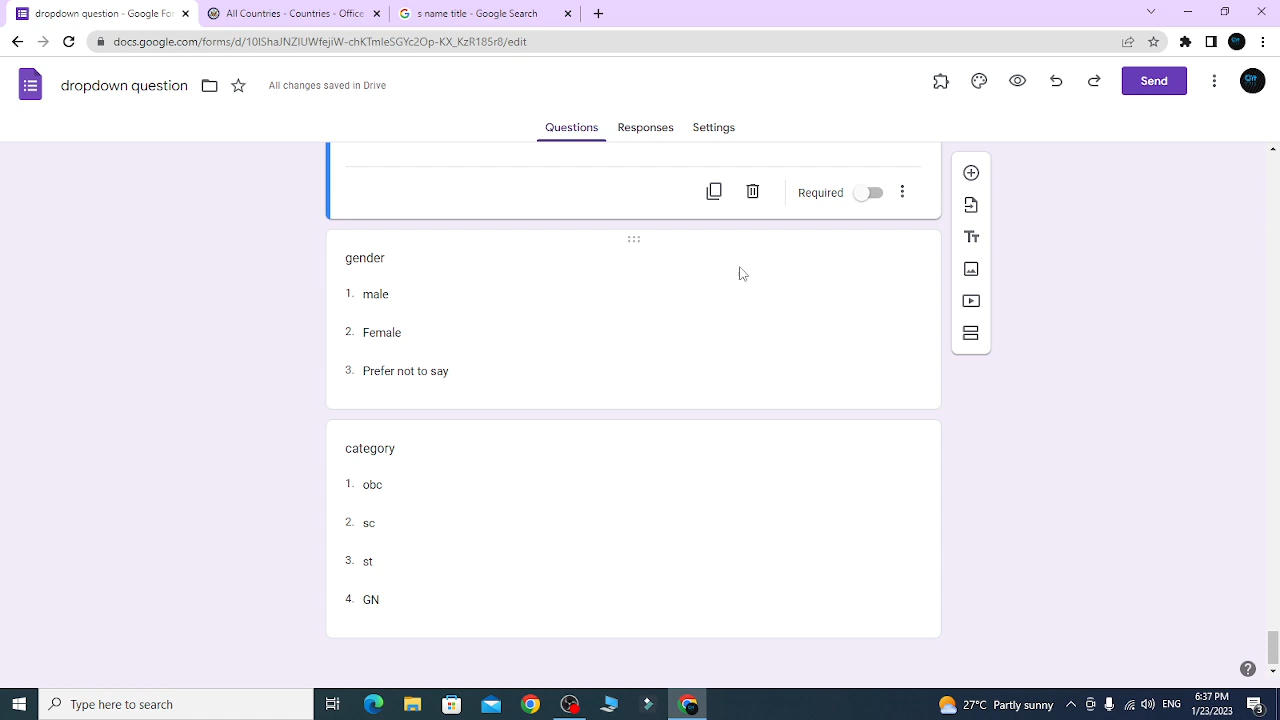 dropdown question - Google For
All Countries - Countries - Office
s name title - Google Search
docs.google.com/forms/d/10IShaJNZIUWfejiW-chKTmleSGYc2Op-KX_KzR185r8/edit
dropdown question
All changes saved in Drive
Send
Questions
Responses
Settings
Required
gender
1. male
2. Female
3. Prefer not to say
category
1. obc
2. sc
3. st
4. GN
Type here to search
27°C Partly sunny
ENG
6:37 PM
1/23/2023
3